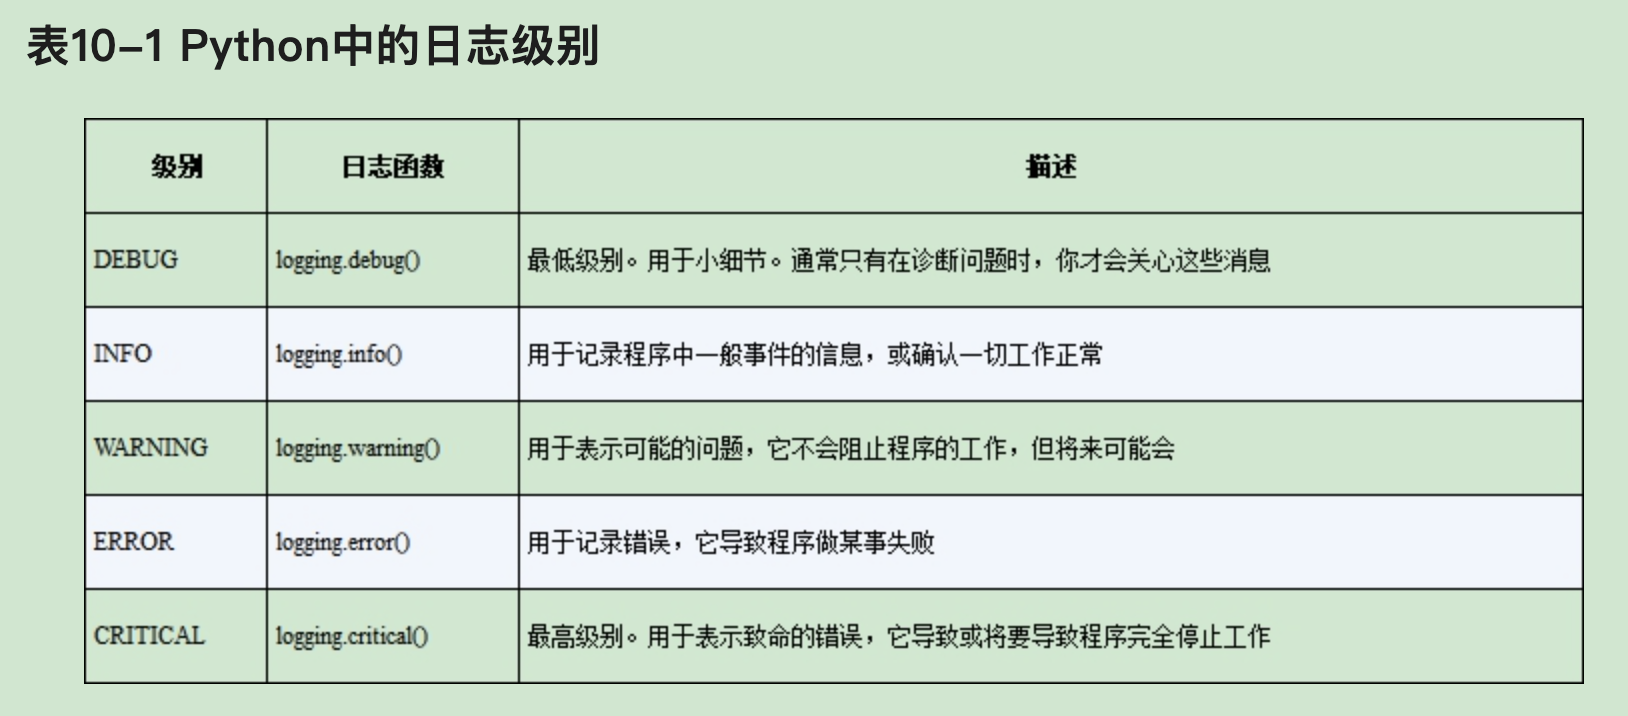 表10–1 Python中的日志级别
级别 日志函数 描述
DEBUG logging.debug() 最低级别。用于小细节。通常只有在诊断问题时，你才会关心这些消息
INFO logging.info() 用于记录程序中一般事件的信息，或确认一切工作正常
WARNING logging.warning() 用于表示可能的问题，它不会阻止程序的工作，但将来可能会
ERROR logging.error() 用于记录错误，它导致程序做某事失败
CRITICAL logging.critical() 最高级别。用于表示致命的错误，它导致或将要导致程序完全停止工作